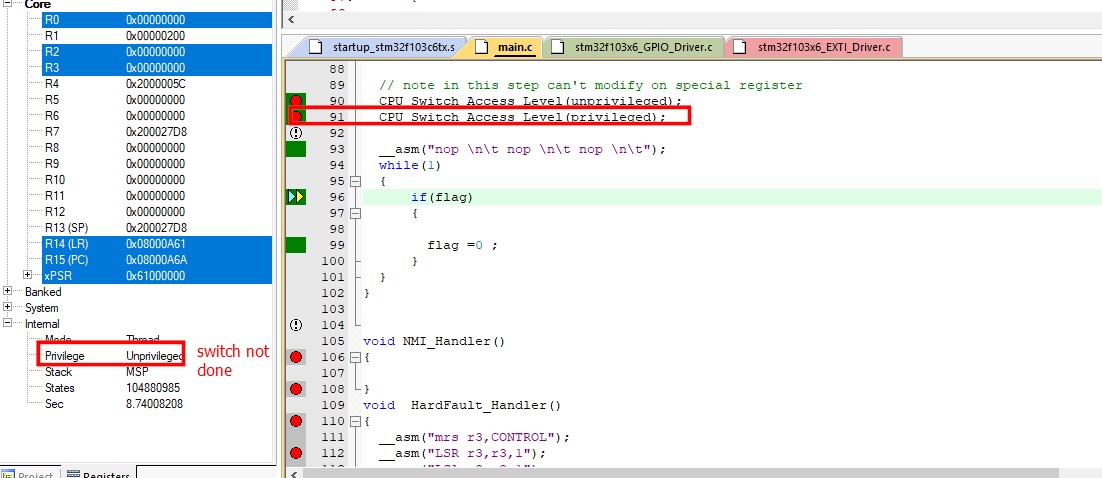 Core
R0 0x00000000
R1 0x00000200
R2 0x00000000
R3 0x00000000
R4 0x2000005C
R5 0x00000000
R6 0x00000000
R7 0x200027D8
R8 0x00000000
R9 0x00000000
R10 0x00000000
R11 0x00000000
R12 0x00000000
R13 (SP) 0x200027D8
R14 (LR) 0x08000A61
R15 (PC) 0x08000A6A
xPSR 0x61000000
Banked
System
Internal
Mode Thread
Privilege Unprivileged
Stack MSP
States 104880985
Sec 8.74008208
switch not
done
Project Registers
startup_stm32f103c6tx.s main.c stm32f103x6_GPIO_Driver.c stm32f103x6_EXTI_Driver.c
88
89 // note in this step can't modify on special register
90 CPU_Switch_Access_Level(unprivileged);
91 CPU_Switch_Access_Level(privileged);
92
93 __asm("nop \n\t nop \n\t nop \n\t");
94 while(1)
95 {
96 if(flag)
97 {
98
99 flag =0 ;
100 }
101 }
102 }
103
104
105 void NMI_Handler()
106 {
107
108 }
109 void HardFault_Handler()
110 {
111 __asm("mrs r3,CONTROL");
112 __asm("LSR r3,r3,1");